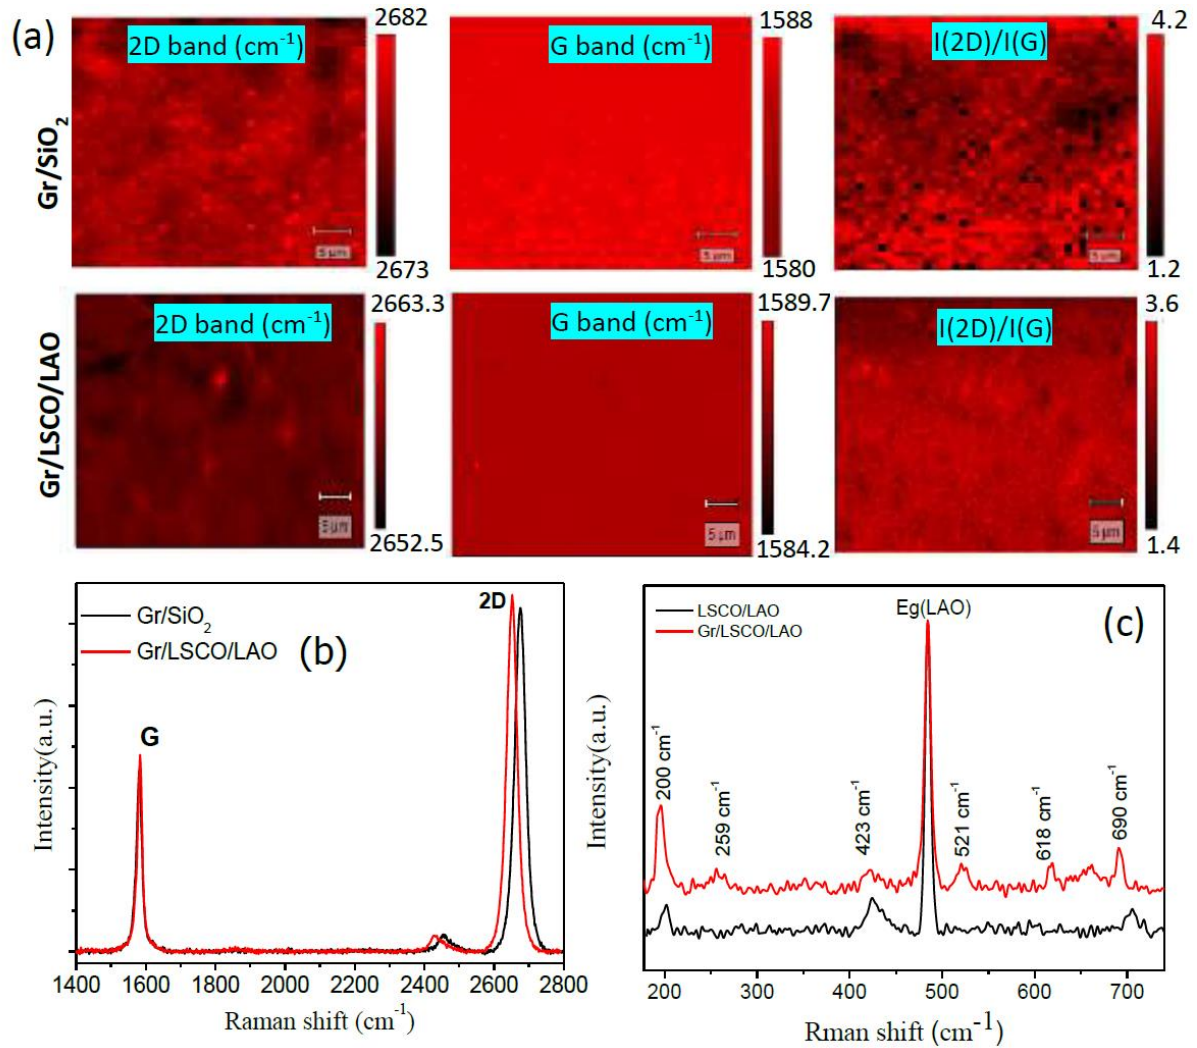 (a)
2D band (cm⁻¹)
2682
2673
G band (cm⁻¹)
1588
1580
I(2D)/I(G)
4.2
1.2
Gr/SiO₂
5 μm
5 μm
5 μm
2D band (cm⁻¹)
2663.3
2652.5
G band (cm⁻¹)
1589.7
1584.2
I(2D)/I(G)
3.6
1.4
Gr/LSCO/LAO
5 μm
5 μm
5 μm
Gr/SiO₂
Gr/LSCO/LAO
(b)
G
2D
Intensity(a.u.)
1400 1600 1800 2000 2200 2400 2600 2800
Raman shift (cm⁻¹)
LSCO/LAO
Gr/LSCO/LAO
Eg(LAO)
(c)
200 cm⁻¹
259 cm⁻¹
423 cm⁻¹
521 cm⁻¹
618 cm⁻¹
690 cm⁻¹
Intensity(a.u.)
200 300 400 500 600 700
Rman shift (cm⁻¹)